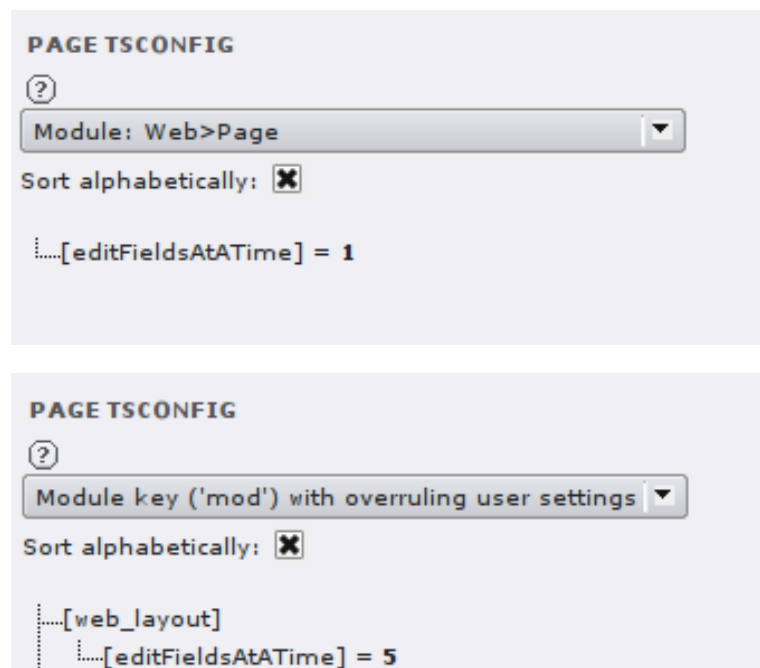 PAGE TSCONFIG
?
Module: Web>Page
Sort alphabetically:
[editFieldsAtATime] = 1
PAGE TSCONFIG
?
Module key ('mod') with overruling user settings
Sort alphabetically:
[web_layout]
[editFieldsAtATime] = 5